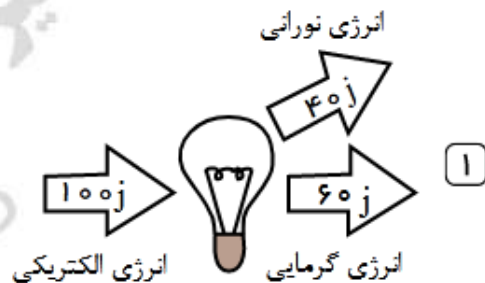 انرژی نورانی
۴۰j
۱
۱۰۰j
۶۰j
انرژی گرمایی
انرژی الکتریکی